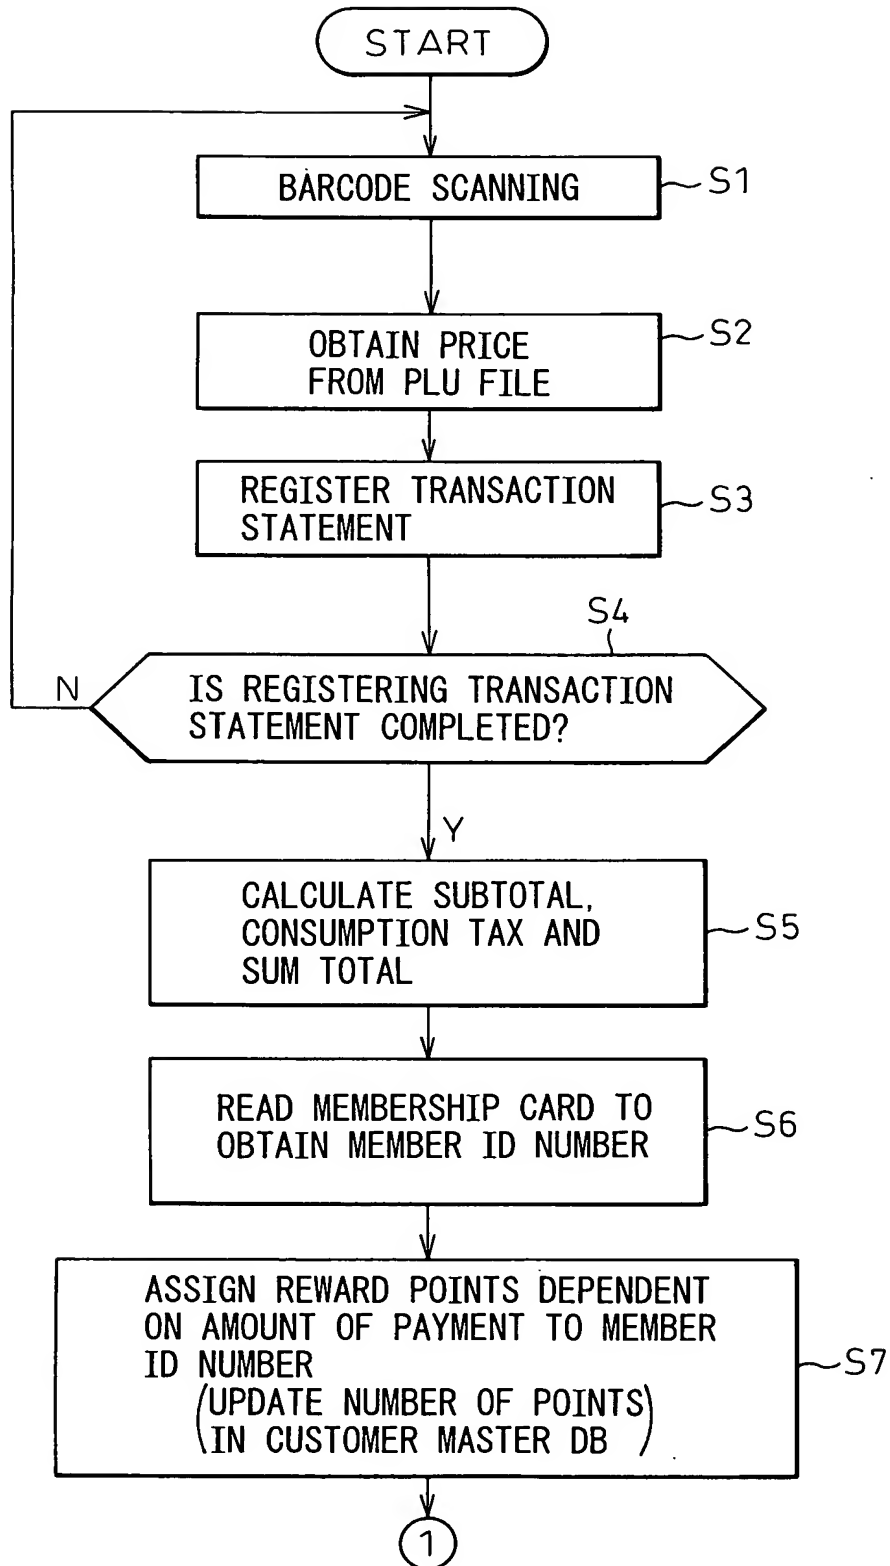 START
BARCODE SCANNING
S1
OBTAIN PRICE
FROM PLU FILE
S2
REGISTER TRANSACTION
STATEMENT
S3
S4
N
IS REGISTERING TRANSACTION
STATEMENT COMPLETED?
Y
CALCULATE SUBTOTAL,
CONSUMPTION TAX AND
SUM TOTAL
S5
READ MEMBERSHIP CARD TO
OBTAIN MEMBER ID NUMBER
S6
ASSIGN REWARD POINTS DEPENDENT
ON AMOUNT OF PAYMENT TO MEMBER
ID NUMBER
(UPDATE NUMBER OF POINTS
IN CUSTOMER MASTER DB)
S7
1